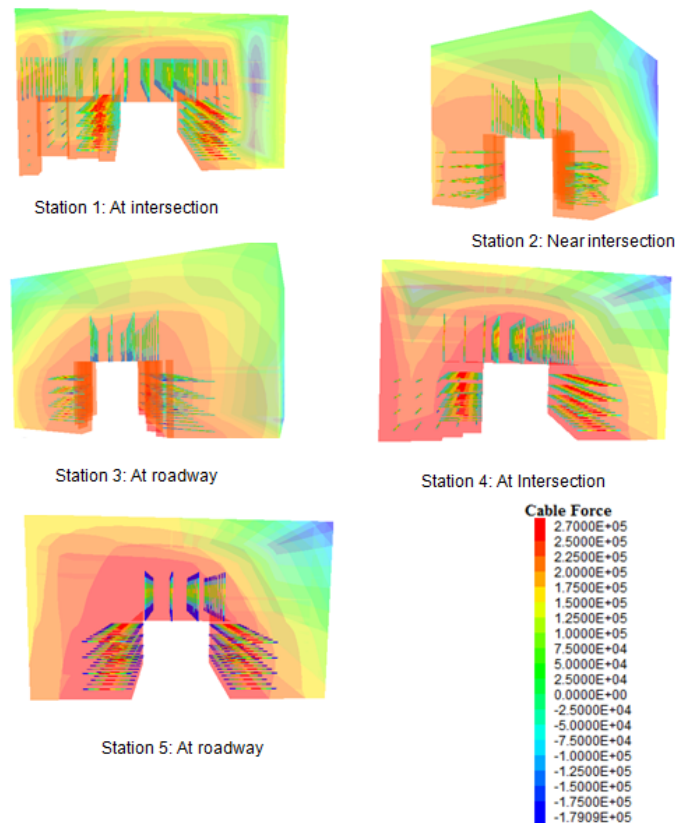 Station 1: At intersection
Station 2: Near intersection
Station 3: At roadway
Station 4: At Intersection
Station 5: At roadway
Cable Force
2.7000E+05
2.5000E+05
2.2500E+05
2.0000E+05
1.7500E+05
1.5000E+05
1.2500E+05
1.0000E+05
7.5000E+04
5.0000E+04
2.5000E+04
0.0000E+00
-2.5000E+04
-5.0000E+04
-7.5000E+04
-1.0000E+05
-1.2500E+05
-1.5000E+05
-1.7500E+05
-1.7909E+05